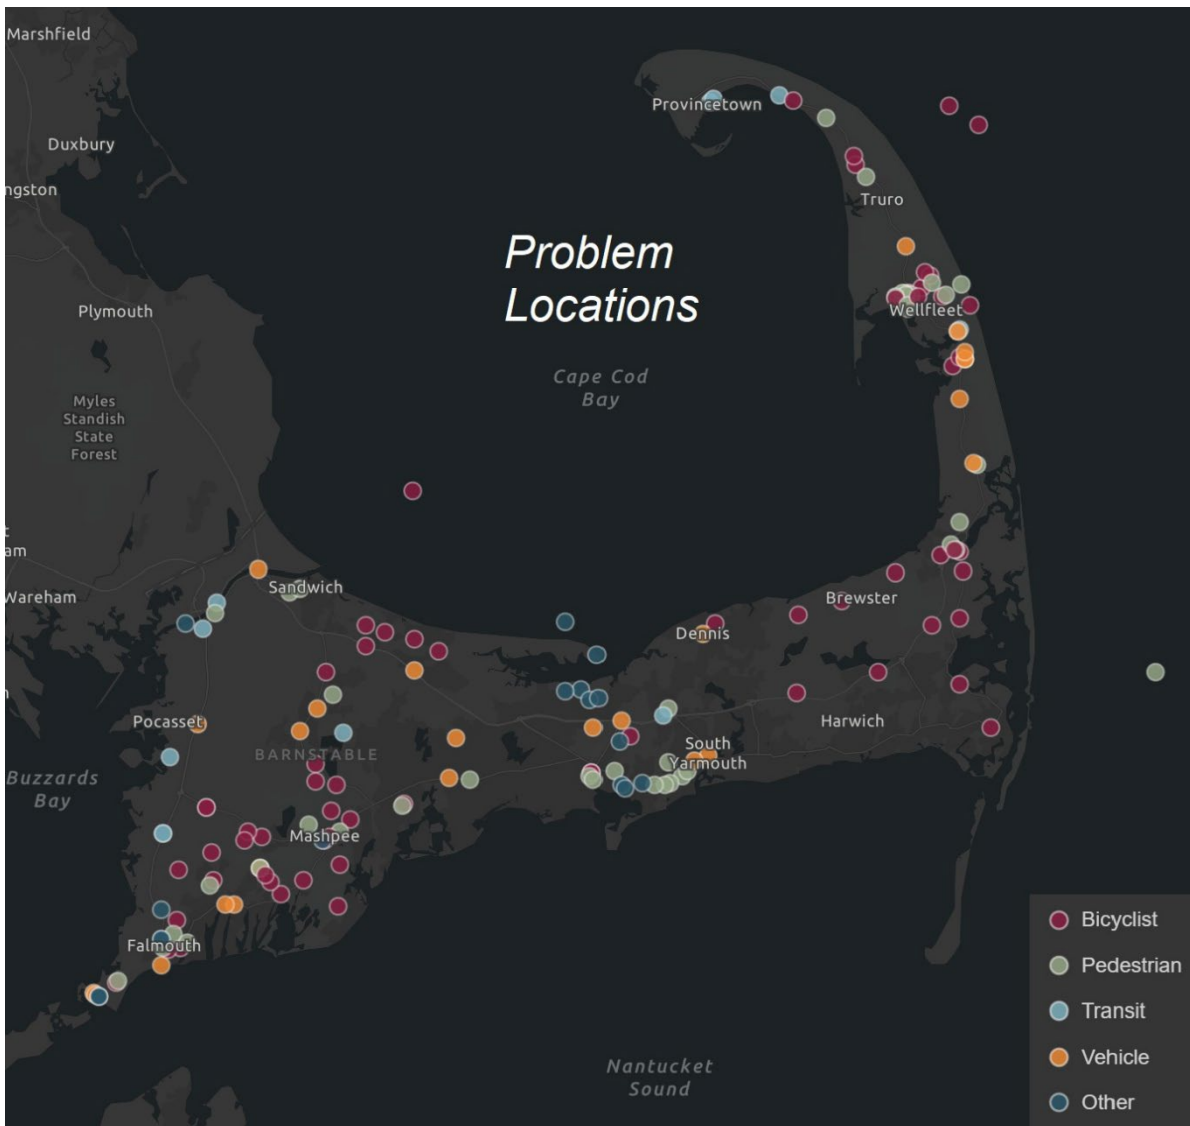 Marshfield
Provincetown
Duxbury
ngston
Truro
Problem
Locations
Wellfleet
Plymouth
Cape Cod
Bay
Myles
Standish
State
Forest
t
am
Sandwich
Wareham
Brewster
Dennis
n
Pocasset
Harwich
South
Yarmouth
BARNSTABLE
Buzzards
Bay
Mashpee
Falmouth
Bicyclist
Pedestrian
Transit
Vehicle
Other
Nantucket
Sound